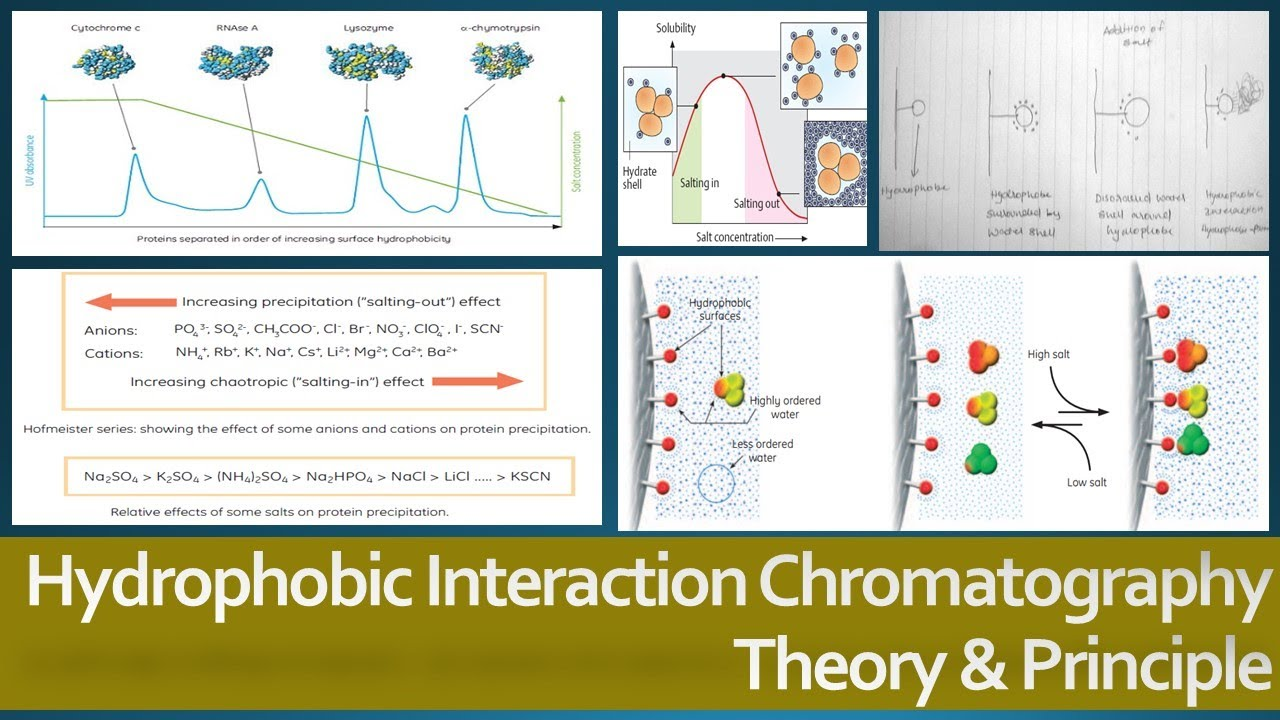 Cytochrome c
RNAse A
Lysozyme
α-chymotrypsin
UV absorbance
Salt concentration
Proteins separated in order of increasing surface hydrophobicity
Solubility
Hydrate
shell
Salting in
Salting out
Salt concentration
Addition of
salt
Hydrophobe
Hydrophobe
surrounded by
water shell
water
shell around
hydrophobe
Hydrophobic
interaction
Increasing precipitation ("salting-out") effect
Anions: PO₄³⁻, SO₄²⁻, CH₃COO⁻, Cl⁻, Br⁻, NO₃⁻, ClO₄⁻, I⁻, SCN⁻
Cations: NH₄⁺, Rb⁺, K⁺, Na⁺, Cs⁺, Li²⁺, Mg²⁺, Ca²⁺, Ba²⁺
Increasing chaotropic ("salting-in") effect
Hofmeister series: showing the effect of some anions and cations on protein precipitation.
Na₂SO₄ > K₂SO₄ > (NH₄)₂SO₄ > Na₂HPO₄ > NaCl > LiCl ..... > KSCN
Relative effects of some salts on protein precipitation.
Hydrophobic
surfaces
Highly ordered
water
Less ordered
water
High salt
Low salt
Hydrophobic Interaction Chromatography
Theory & Principle